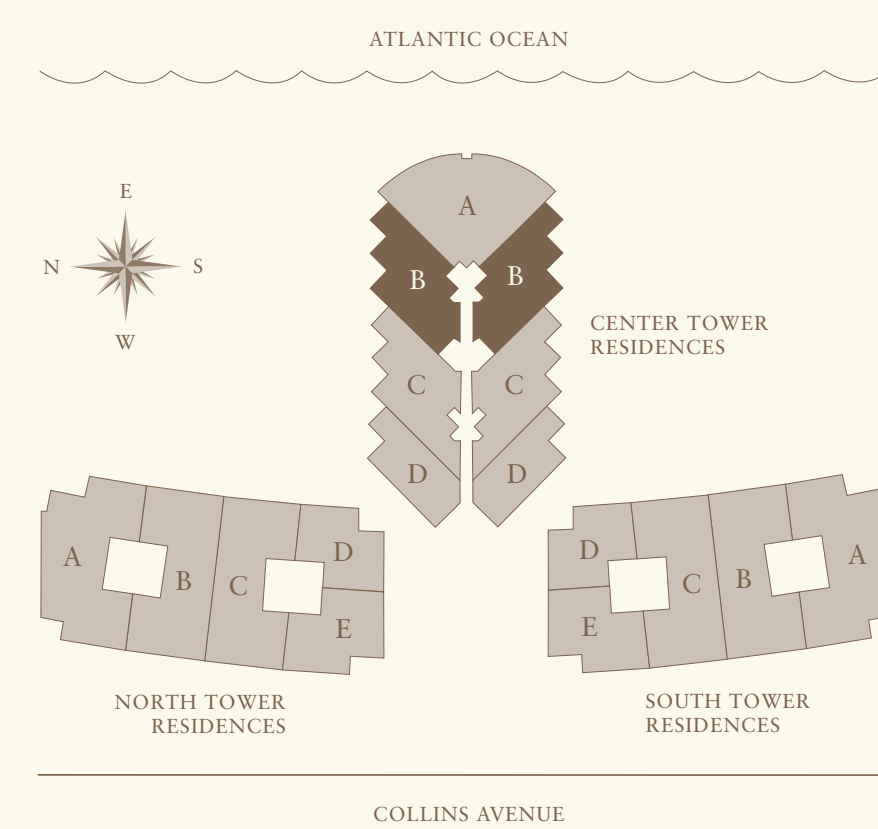 ATLANTIC OCEAN
E
N
S
W
A
B
B
C
C
D
D
CENTER TOWER
RESIDENCES
A
B
C
D
E
D
E
C
B
A
NORTH TOWER
RESIDENCES
SOUTH TOWER
RESIDENCES
COLLINS AVENUE